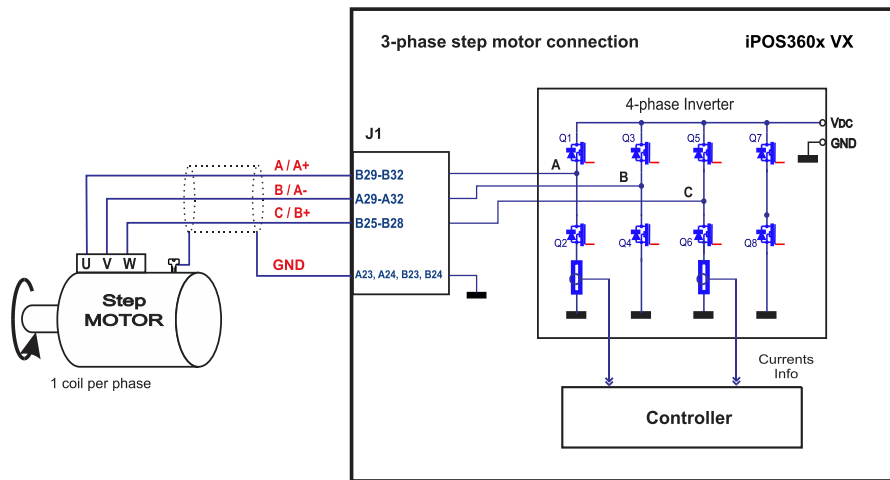 3-phase step motor connection
iPOS360x VX
4-phase Inverter
J1
Q1
Q3
Q5
Q7
VDC
GND
A / A+
B29-B32
A
B / A-
A29-A32
B
C / B+
B25-B28
C
Q2
Q4
Q6
Q8
U V W
GND
A23, A24, B23, B24
Step
MOTOR
1 coil per phase
Currents
Info
Controller